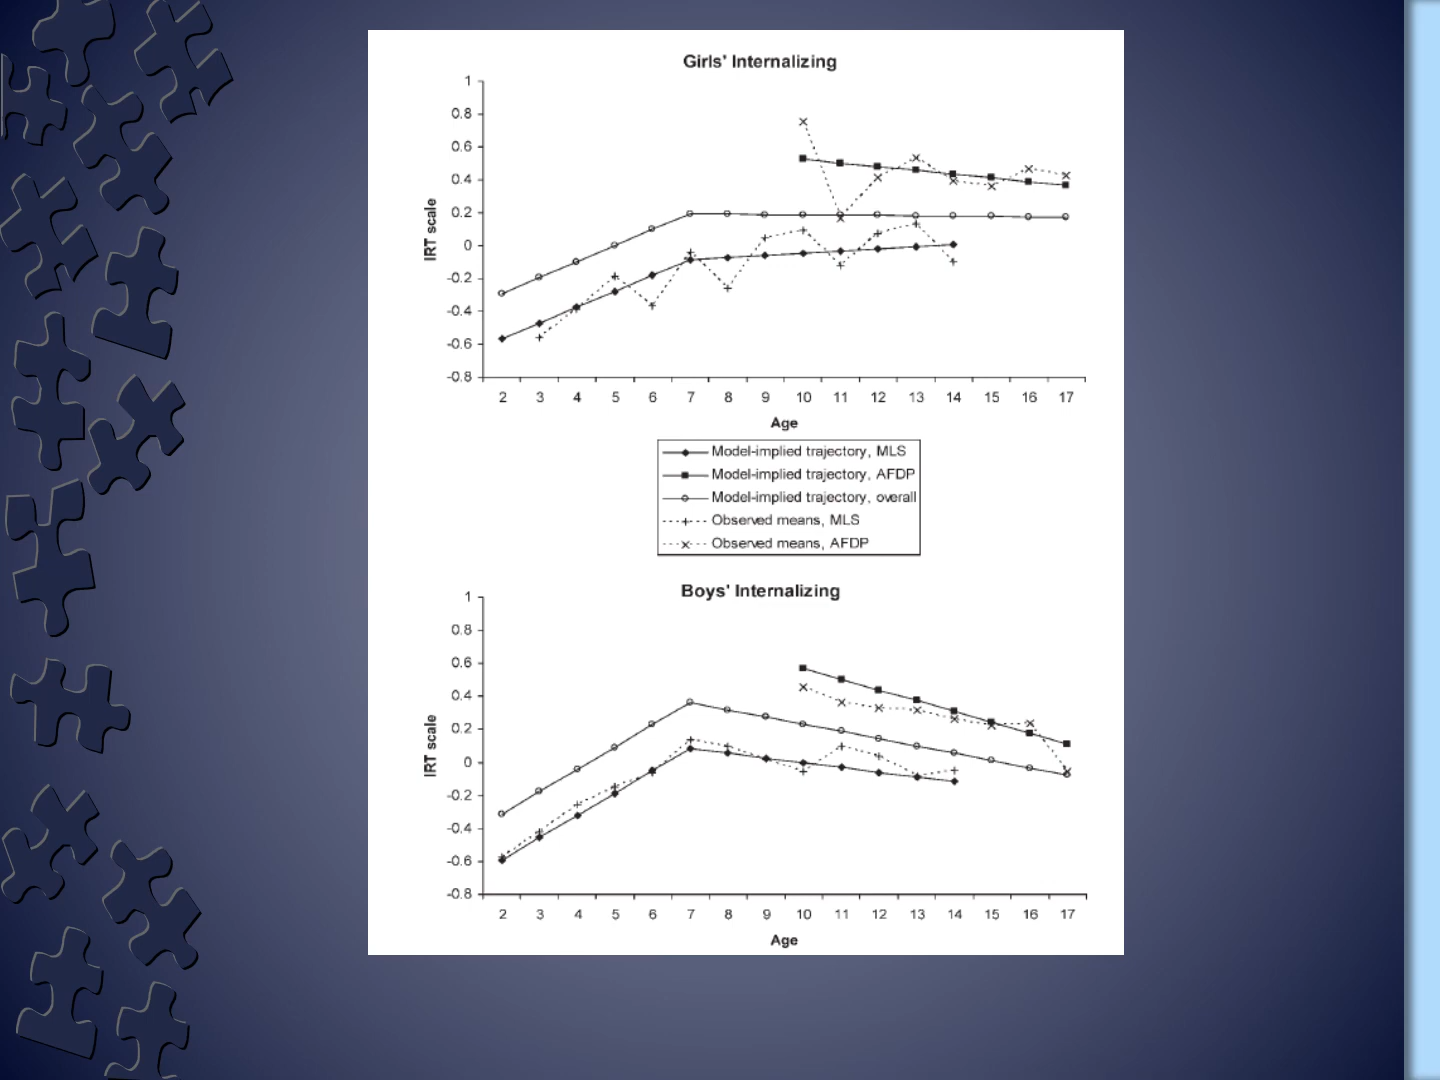 Girls' Internalizing
1
0.8
0.6
0.4
0.2
0
-0.2
-0.4
-0.6
-0.8
IRT scale
2 3 4 5 6 7 8 9 10 11 12 13 14 15 16 17
Age
Model-implied trajectory, MLS
Model-implied trajectory, AFDP
Model-implied trajectory, overall
Observed means, MLS
Observed means, AFDP
Boys' Internalizing
1
0.8
0.6
0.4
0.2
0
-0.2
-0.4
-0.6
-0.8
IRT scale
2 3 4 5 6 7 8 9 10 11 12 13 14 15 16 17
Age